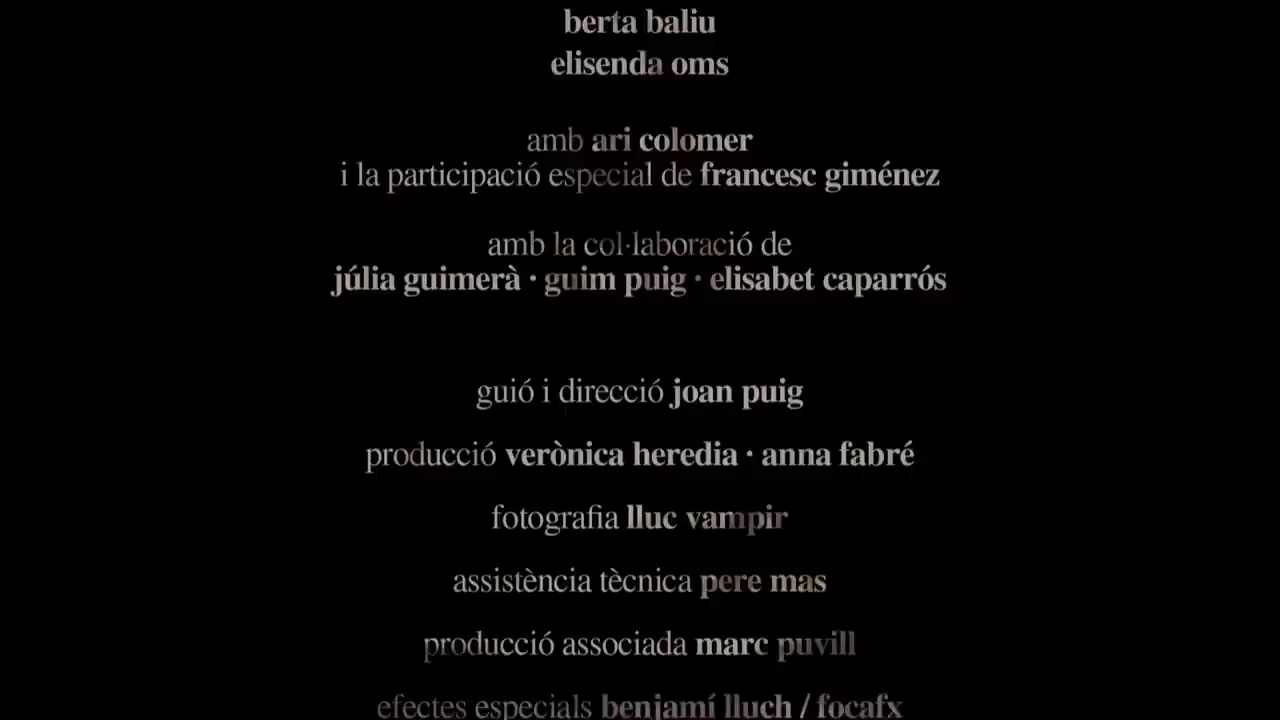 berta baliu
elisenda oms
amb ari colomer
i la participació especial de francesc giménez
amb la col·laboració de
júlia guimerà · guim puig · elisabet caparrós
guió i direcció joan puig
producció verònica heredia · anna fabré
fotografia lluc vampir
assistència tècnica pere mas
producció associada marc puvill
efectes especials benjamí lluch / focafx